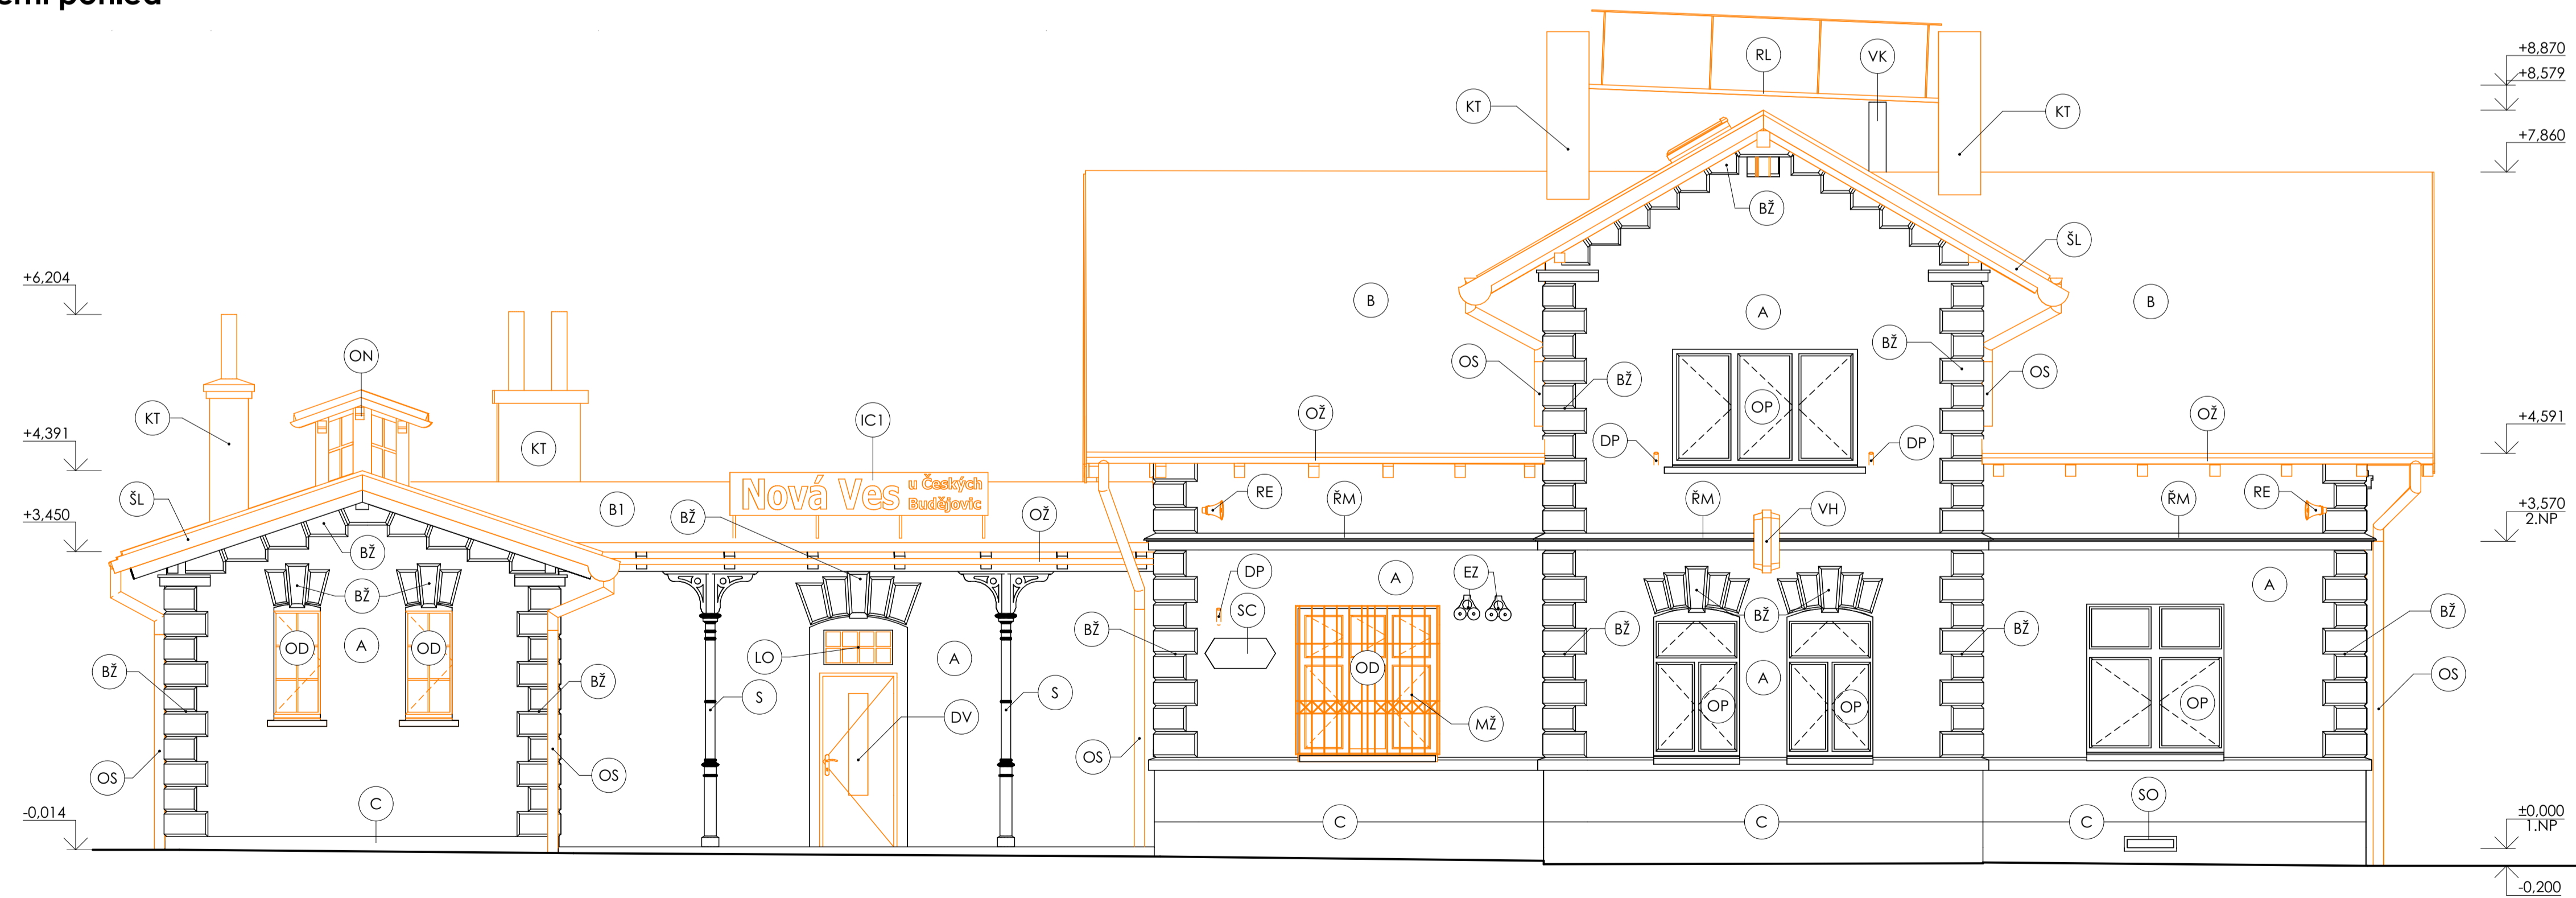 pohled
RL
VK
+8,870
+8,579
KT
KT
+7,860
BŽ
ŠL
+6,204
B
A
B
ON
BŽ
OS
BŽ
OS
KT
IC1
OŽ
OP
OŽ
+4,391
KT
DP
DP
+4,591
Nová Ves u Českých
Budějovic
ŠL
RE
ŘM
ŘM
ŘM
RE
+3,450
B1
BŽ
OŽ
VH
+3,570
2.NP
BŽ
DP
A
EZ
A
BŽ
SC
BŽ
BŽ
OD
A
OD
LO
A
BŽ
OD
BŽ
A
BŽ
BŽ
BŽ
BŽ
S
S
OS
DV
MŽ
OP
OP
OP
OS
OS
OS
C
SO
-0,014
C
C
C
±0,000
1.NP
-0,200